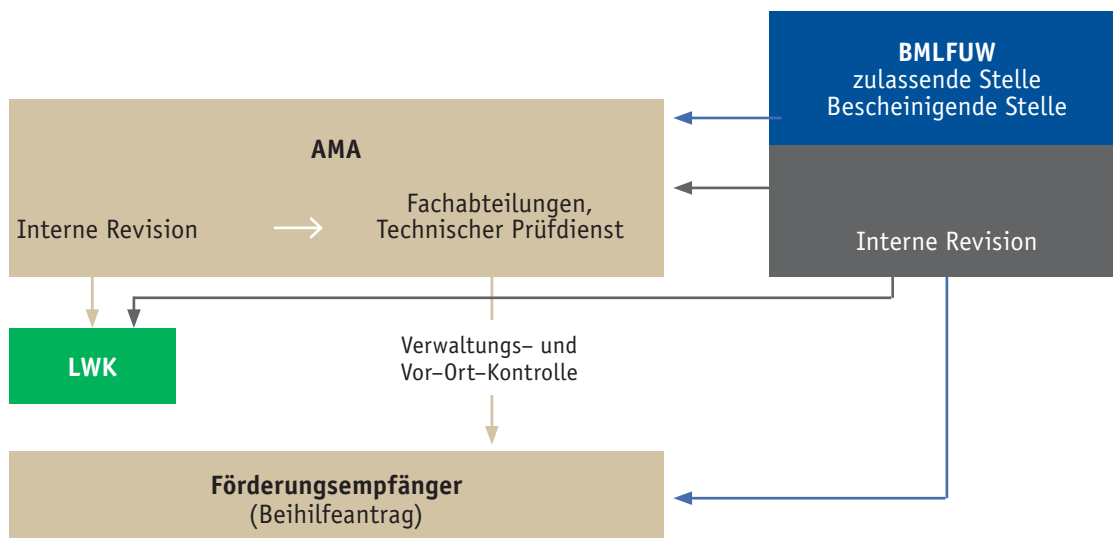 BMLFUW
zulassende Stelle
Bescheinigende Stelle
AMA
Interne Revision
Fachabteilungen,
Technischer Prüfdienst
Interne Revision
LWK
Verwaltungs– und
Vor–Ort–Kontrolle
Förderungsempfänger
(Beihilfeantrag)